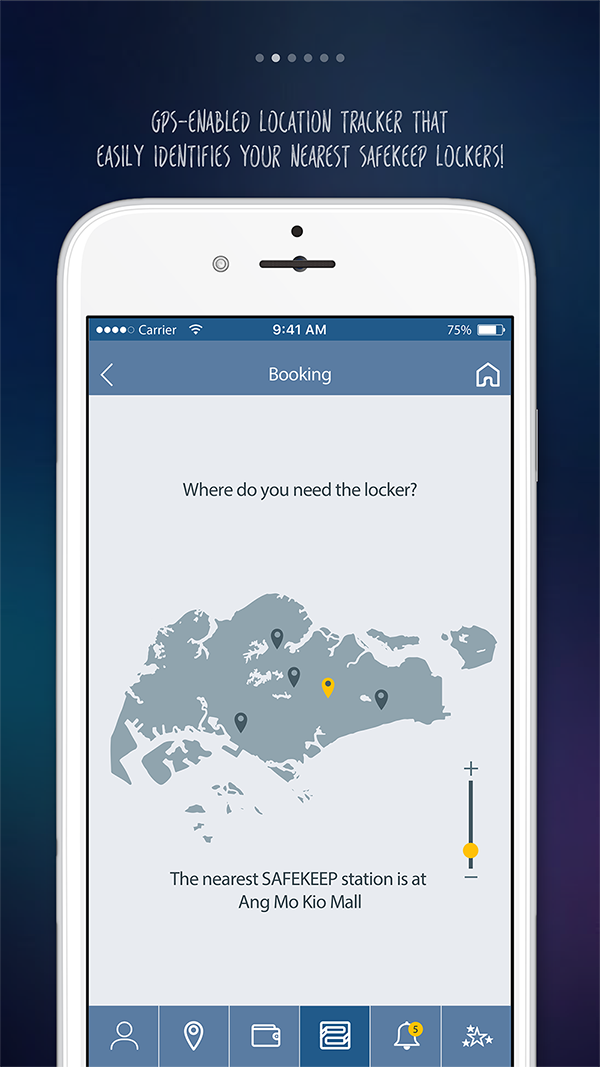 GPS-ENABLED LOCATION TRACKER THAT
EASILY IDENTIFIES YOUR NEAREST SAFEKEEP LOCKERS!
Carrier 9:41 AM 75%
Booking
Where do you need the locker?
+
−
The nearest SAFEKEEP station is at
Ang Mo Kio Mall
5